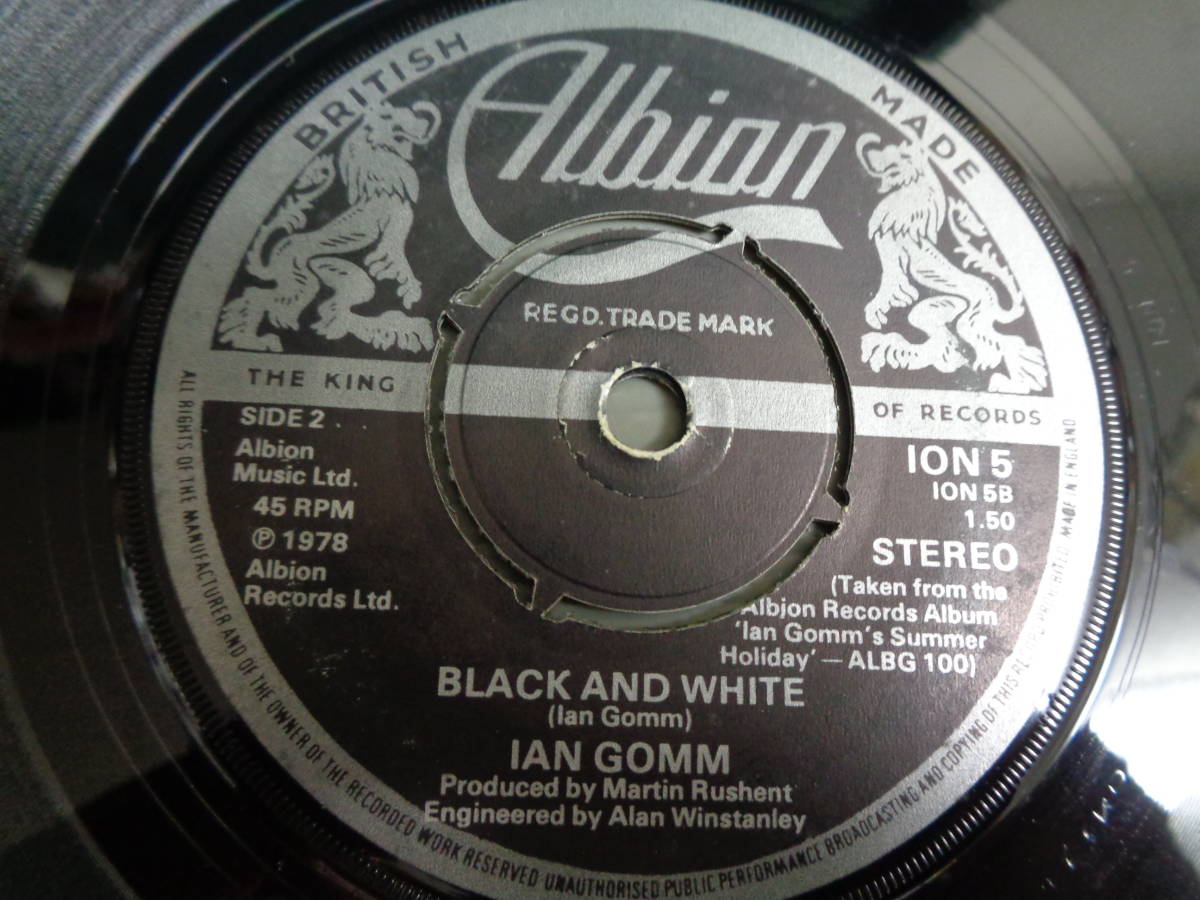 BRITISH MADE
Albion
REGD. TRADE MARK
THE KING OF RECORDS
SIDE 2
Albion
Music Ltd.
45 RPM
Ⓟ 1978
Albion
Records Ltd.
ION 5
ION 5B
1.50
STEREO
(Taken from the
Albion Records Album
'Ian Gomm's Summer
Holiday' — ALBG 100)
BLACK AND WHITE
(Ian Gomm)
IAN GOMM
Produced by Martin Rushent
Engineered by Alan Winstanley
ALL RIGHTS OF THE MANUFACTURER AND OF THE OWNER OF THE RECORDED WORK RESERVED UNAUTHORISED PUBLIC PERFORMANCE BROADCASTING AND COPYING OF THIS RECORD PROHIBITED MADE IN ENGLAND